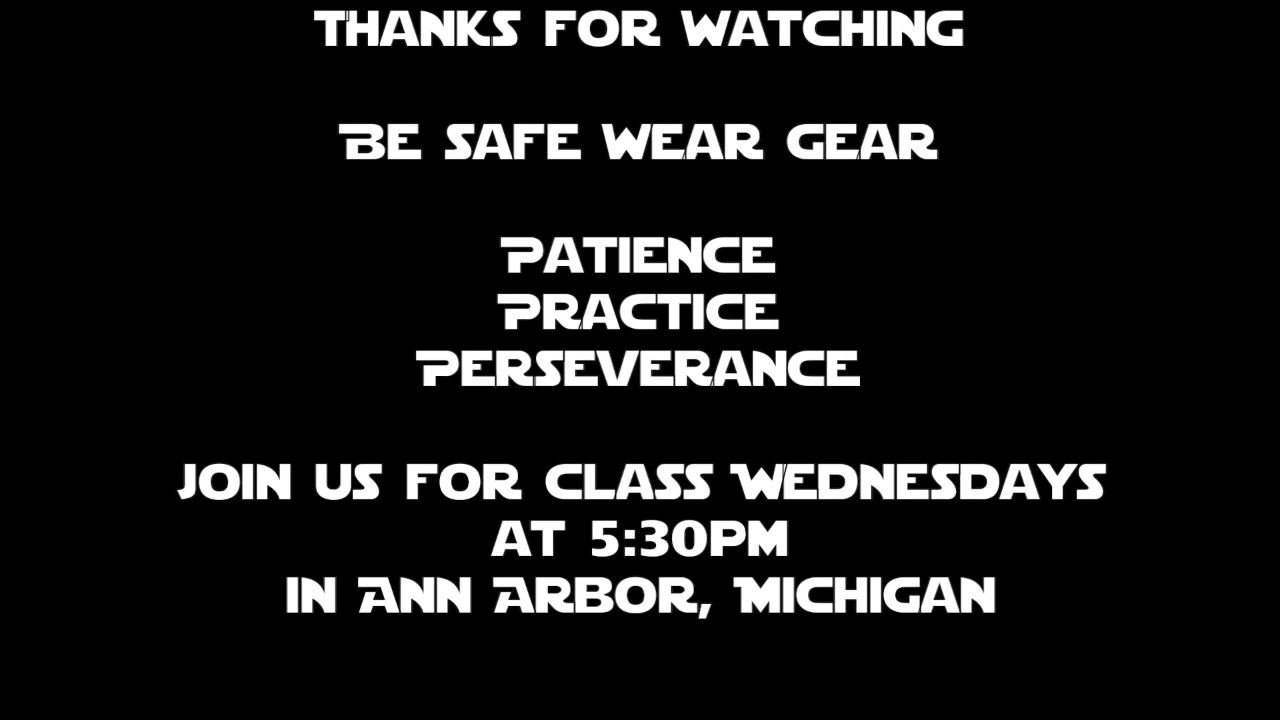 THANKS FOR WATCHING
BE SAFE WEAR GEAR
PATIENCE
PRACTICE
PERSEVERANCE
JOIN US FOR CLASS WEDNESDAYS
AT 5:30PM
IN ANN ARBOR, MICHIGAN